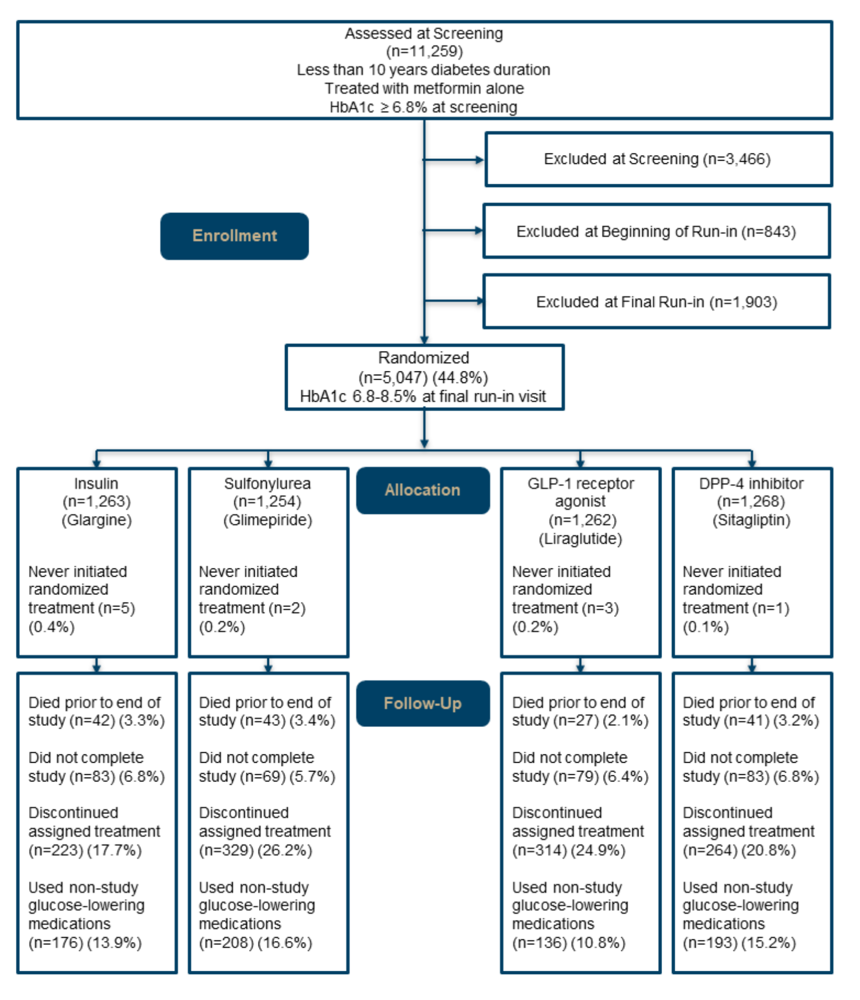 Assessed at Screening
(n=11,259)
Less than 10 years diabetes duration
Treated with metformin alone
HbA1c ≥ 6.8% at screening
Excluded at Screening (n=3,466)
Enrollment
Excluded at Beginning of Run-in (n=843)
Excluded at Final Run-in (n=1,903)
Randomized
(n=5,047) (44.8%)
HbA1c 6.8-8.5% at final run-in visit
Allocation
Insulin
(n=1,263)
(Glargine)
Never initiated
randomized
treatment (n=5)
(0.4%)
Sulfonylurea
(n=1,254)
(Glimepiride)
Never initiated
randomized
treatment (n=2)
(0.2%)
GLP-1 receptor
agonist
(n=1,262)
(Liraglutide)
Never initiated
randomized
treatment (n=3)
(0.2%)
DPP-4 inhibitor
(n=1,268)
(Sitagliptin)
Never initiated
randomized
treatment (n=1)
(0.1%)
Follow-Up
Died prior to end of
study (n=42) (3.3%)
Did not complete
study (n=83) (6.8%)
Discontinued
assigned treatment
(n=223) (17.7%)
Used non-study
glucose-lowering
medications
(n=176) (13.9%)
Died prior to end of
study (n=43) (3.4%)
Did not complete
study (n=69) (5.7%)
Discontinued
assigned treatment
(n=329) (26.2%)
Used non-study
glucose-lowering
medications
(n=208) (16.6%)
Died prior to end of
study (n=27) (2.1%)
Did not complete
study (n=79) (6.4%)
Discontinued
assigned treatment
(n=314) (24.9%)
Used non-study
glucose-lowering
medications
(n=136) (10.8%)
Died prior to end of
study (n=41) (3.2%)
Did not complete
study (n=83) (6.8%)
Discontinued
assigned treatment
(n=264) (20.8%)
Used non-study
glucose-lowering
medications
(n=193) (15.2%)